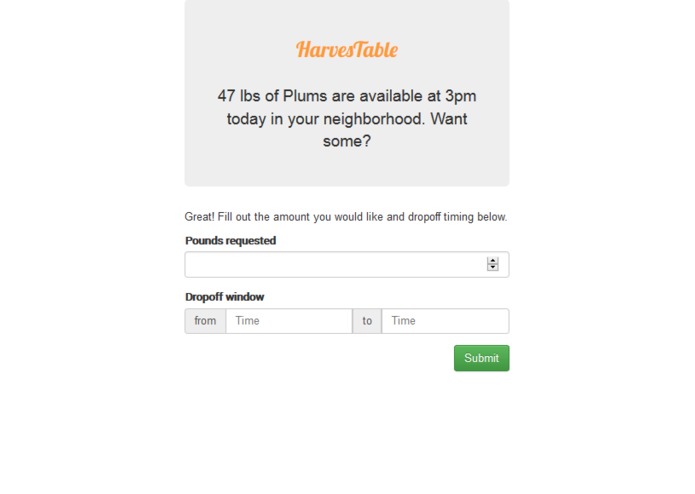 HarvesTable
47 lbs of Plums are available at 3pm
today in your neighborhood. Want
some?
Great! Fill out the amount you would like and dropoff timing below.
Pounds requested
Dropoff window
from Time to Time
Submit